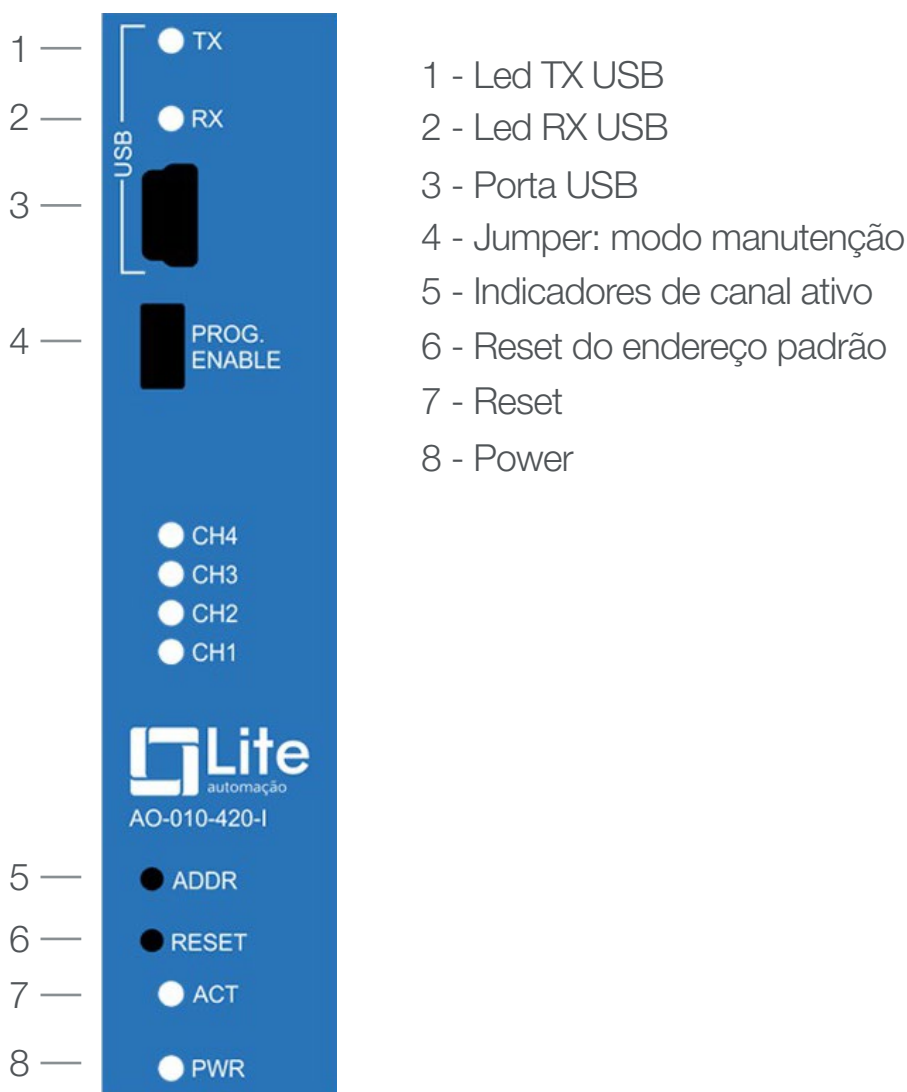 1
TX
2
RX
USB
3
4
PROG.
ENABLE
CH4
CH3
CH2
CH1
Lite
automação
AO-010-420-I
5
ADDR
6
RESET
7
ACT
8
PWR
1 - Led TX USB
2 - Led RX USB
3 - Porta USB
4 - Jumper: modo manutenção
5 - Indicadores de canal ativo
6 - Reset do endereço padrão
7 - Reset
8 - Power